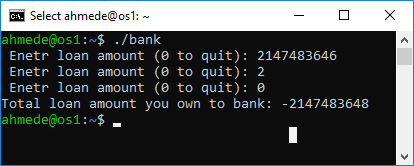 Select ahmede@os1: ~
ahmede@os1:~$ ./bank
Enetr loan amount (0 to quit): 2147483646
Enetr loan amount (0 to quit): 2
Enetr loan amount (0 to quit): 0
Total loan amount you own to bank: -2147483648
ahmede@os1:~$